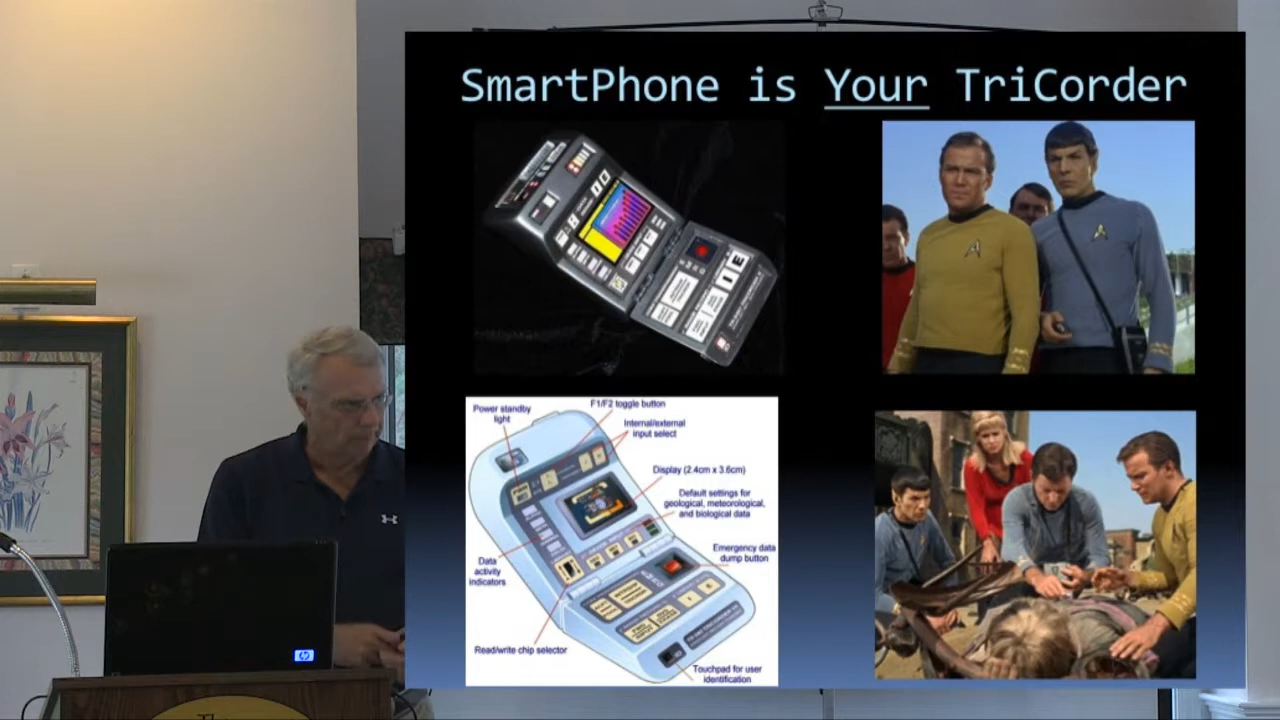 SmartPhone is Your TriCorder
Power standby
light
F1/F2 toggle button
Internal/external
input select
Display (2.4cm x 3.6cm)
Default settings for
geological, meteorological,
and biological data
Emergency data
dump button
Data
activity
indicators
Read/write chip selector
Touchpad for user
identification
hp
The